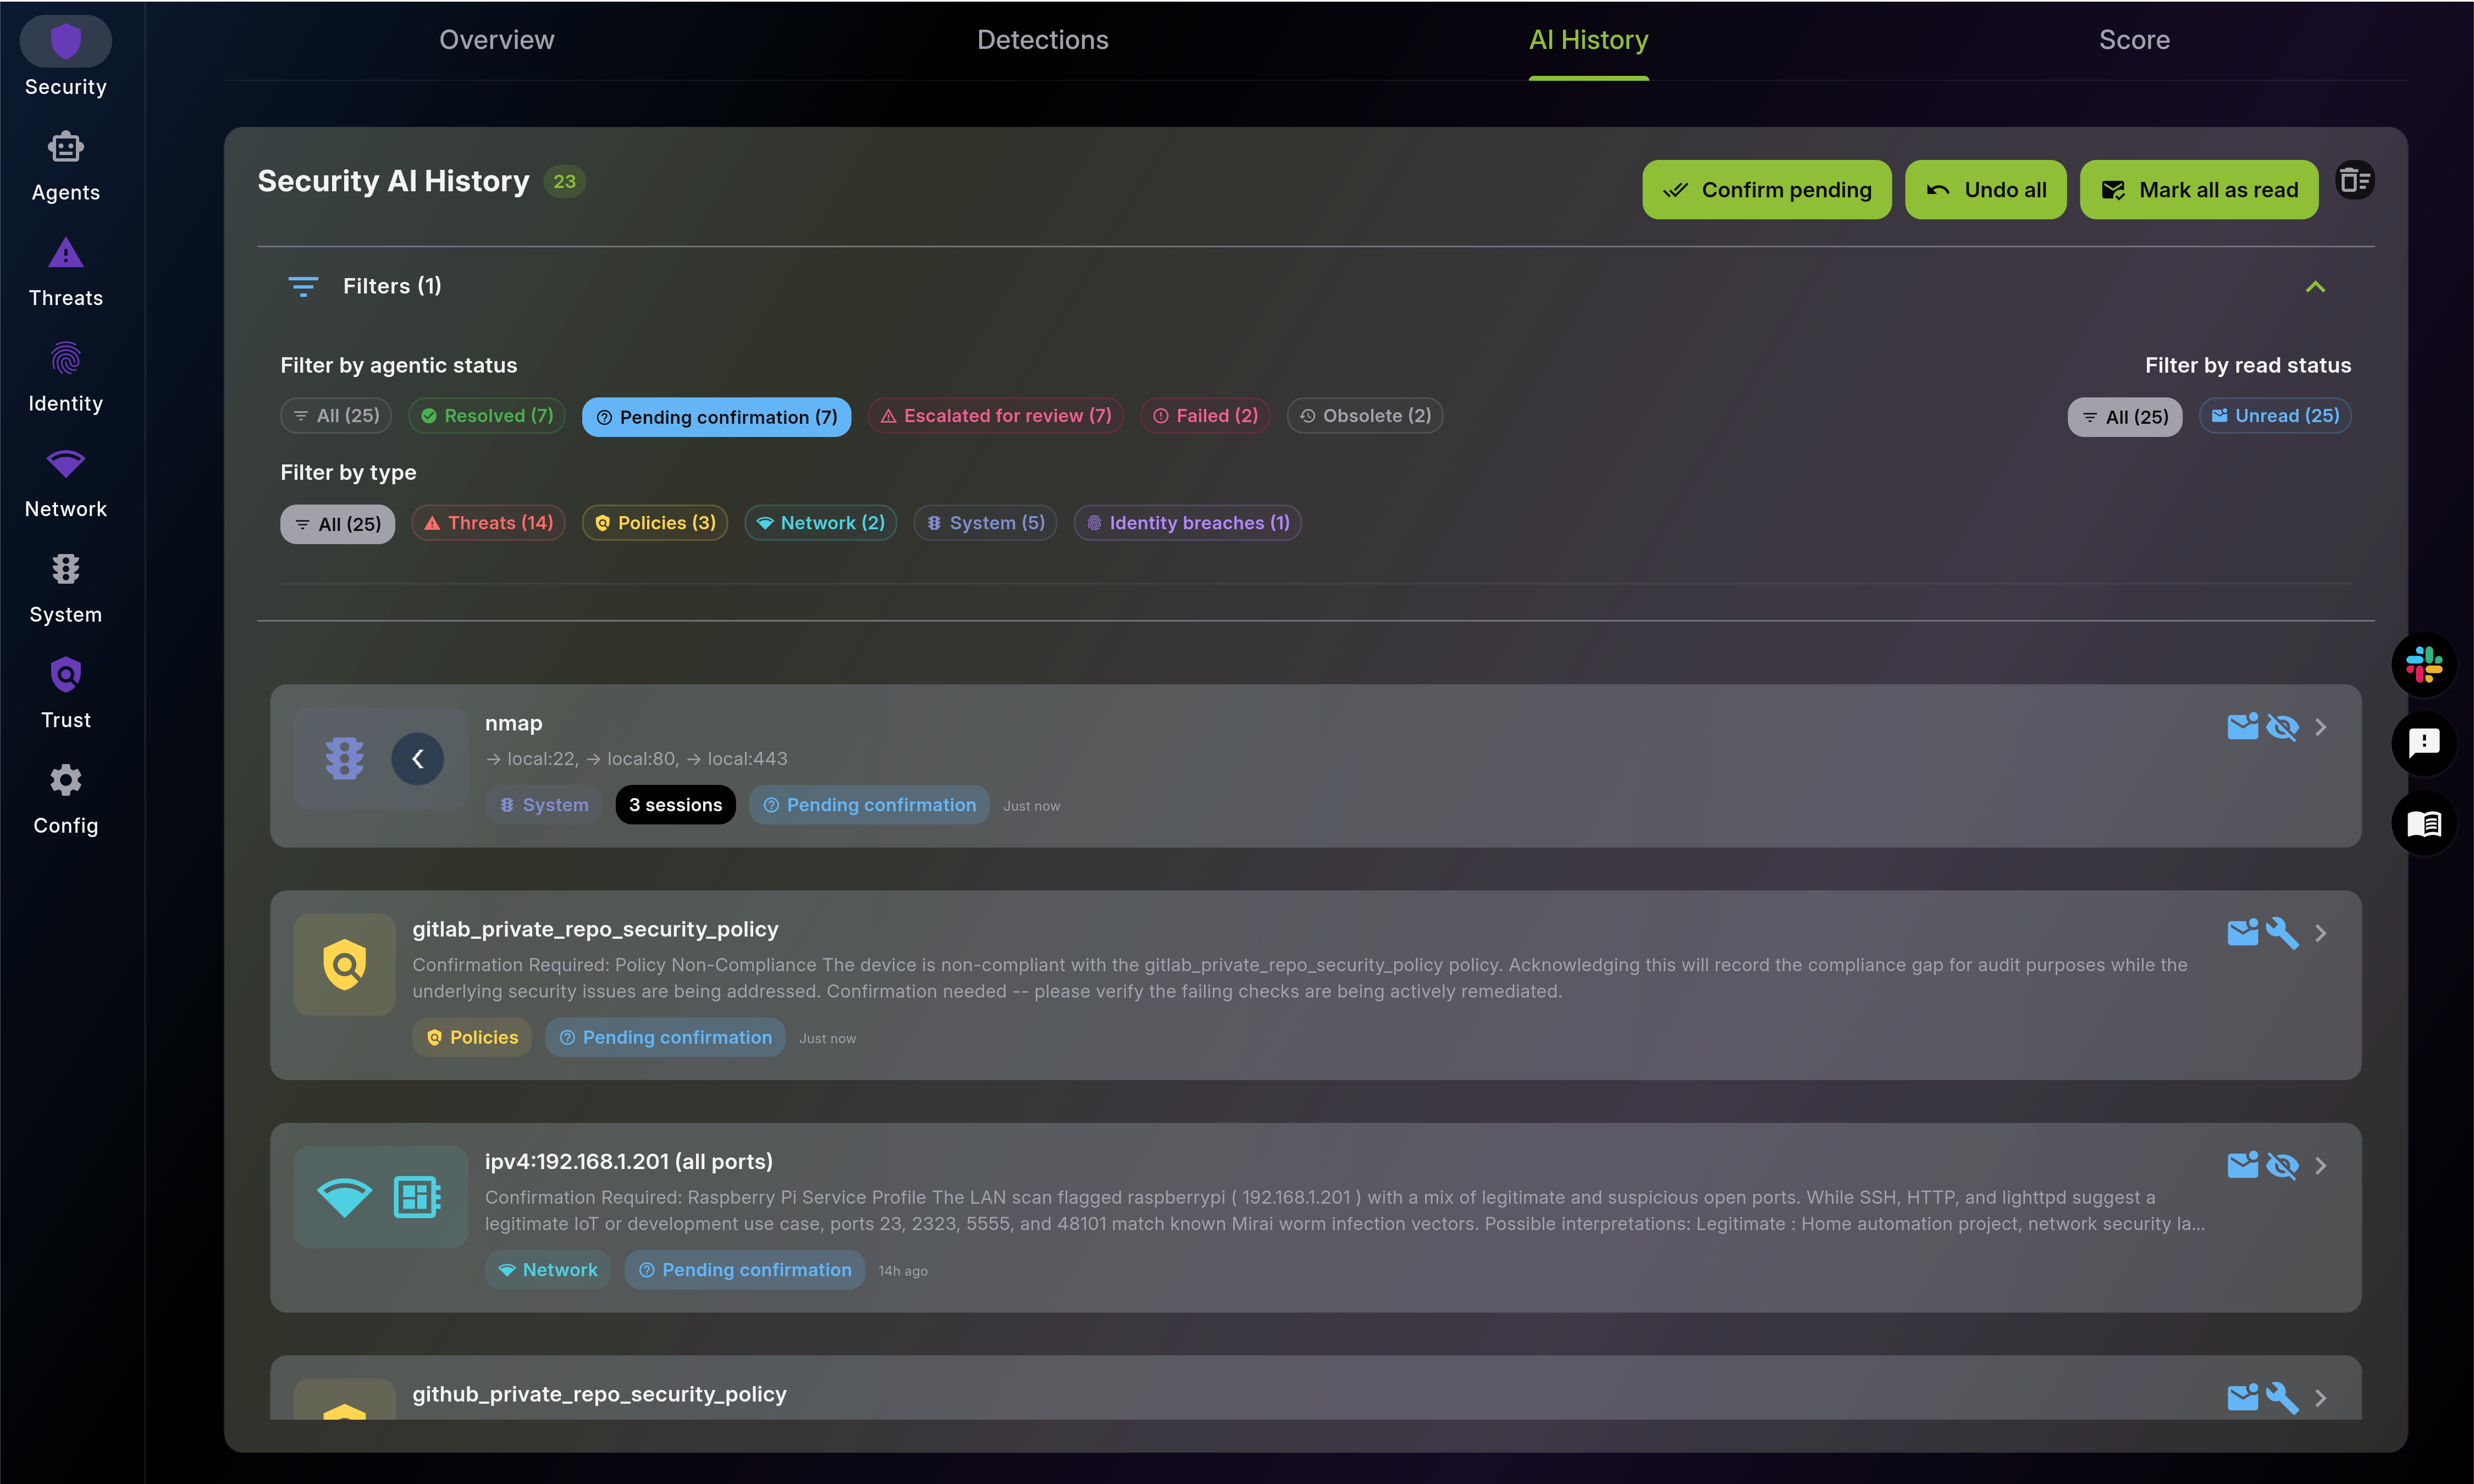 Overview
Detections
AI History
Score
Security
Agents
Threats
Identity
Network
System
Trust
Config
Security AI History 23
Confirm pending
Undo all
Mark all as read
Filters (1)
Filter by agentic status
Filter by read status
All (25)
Resolved (7)
Pending confirmation (7)
Escalated for review (7)
Failed (2)
Obsolete (2)
All (25)
Unread (25)
Filter by type
All (25)
Threats (14)
Policies (3)
Network (2)
System (5)
Identity breaches (1)
nmap
→ local:22, → local:80, → local:443
System
3 sessions
Pending confirmation
Just now
gitlab_private_repo_security_policy
Confirmation Required: Policy Non-Compliance The device is non-compliant with the gitlab_private_repo_security_policy policy. Acknowledging this will record the compliance gap for audit purposes while the
underlying security issues are being addressed. Confirmation needed -- please verify the failing checks are being actively remediated.
Policies
Pending confirmation
Just now
ipv4:192.168.1.201 (all ports)
Confirmation Required: Raspberry Pi Service Profile The LAN scan flagged raspberrypi ( 192.168.1.201 ) with a mix of legitimate and suspicious open ports. While SSH, HTTP, and lighttpd suggest a
legitimate IoT or development use case, ports 23, 2323, 5555, and 48101 match known Mirai worm infection vectors. Possible interpretations: Legitimate : Home automation project, network security la...
Network
Pending confirmation
14h ago
github_private_repo_security_policy